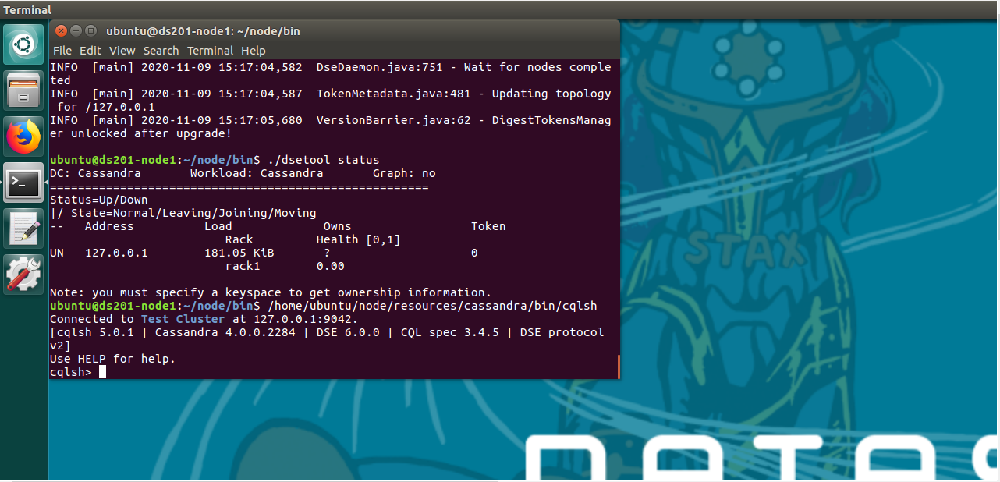 Terminal
ubuntu@ds201-node1: ~/node/bin
File Edit View Search Terminal Help
INFO  [main] 2020-11-09 15:17:04,582  DseDaemon.java:751 - Wait for nodes comple
ted
INFO  [main] 2020-11-09 15:17:04,587  TokenMetadata.java:481 - Updating topology
 for /127.0.0.1
INFO  [main] 2020-11-09 15:17:05,680  VersionBarrier.java:62 - DigestTokensManag
er unlocked after upgrade!
ubuntu@ds201-node1:~/node/bin$ ./dsetool status
DC: Cassandra       Workload: Cassandra       Graph: no
======================================================
Status=Up/Down
|/ State=Normal/Leaving/Joining/Moving
--   Address          Load             Owns                 Token
                         Rack         Health [0,1]
UN   127.0.0.1        181.05 KiB       ?                    0
                         rack1        0.00
Note: you must specify a keyspace to get ownership information.
ubuntu@ds201-node1:~/node/bin$ /home/ubuntu/node/resources/cassandra/bin/cqlsh
Connected to Test Cluster at 127.0.0.1:9042.
[cqlsh 5.0.1 | Cassandra 4.0.0.2284 | DSE 6.0.0 | CQL spec 3.4.5 | DSE protocol
v2]
Use HELP for help.
cqlsh>
STAX
DATAS